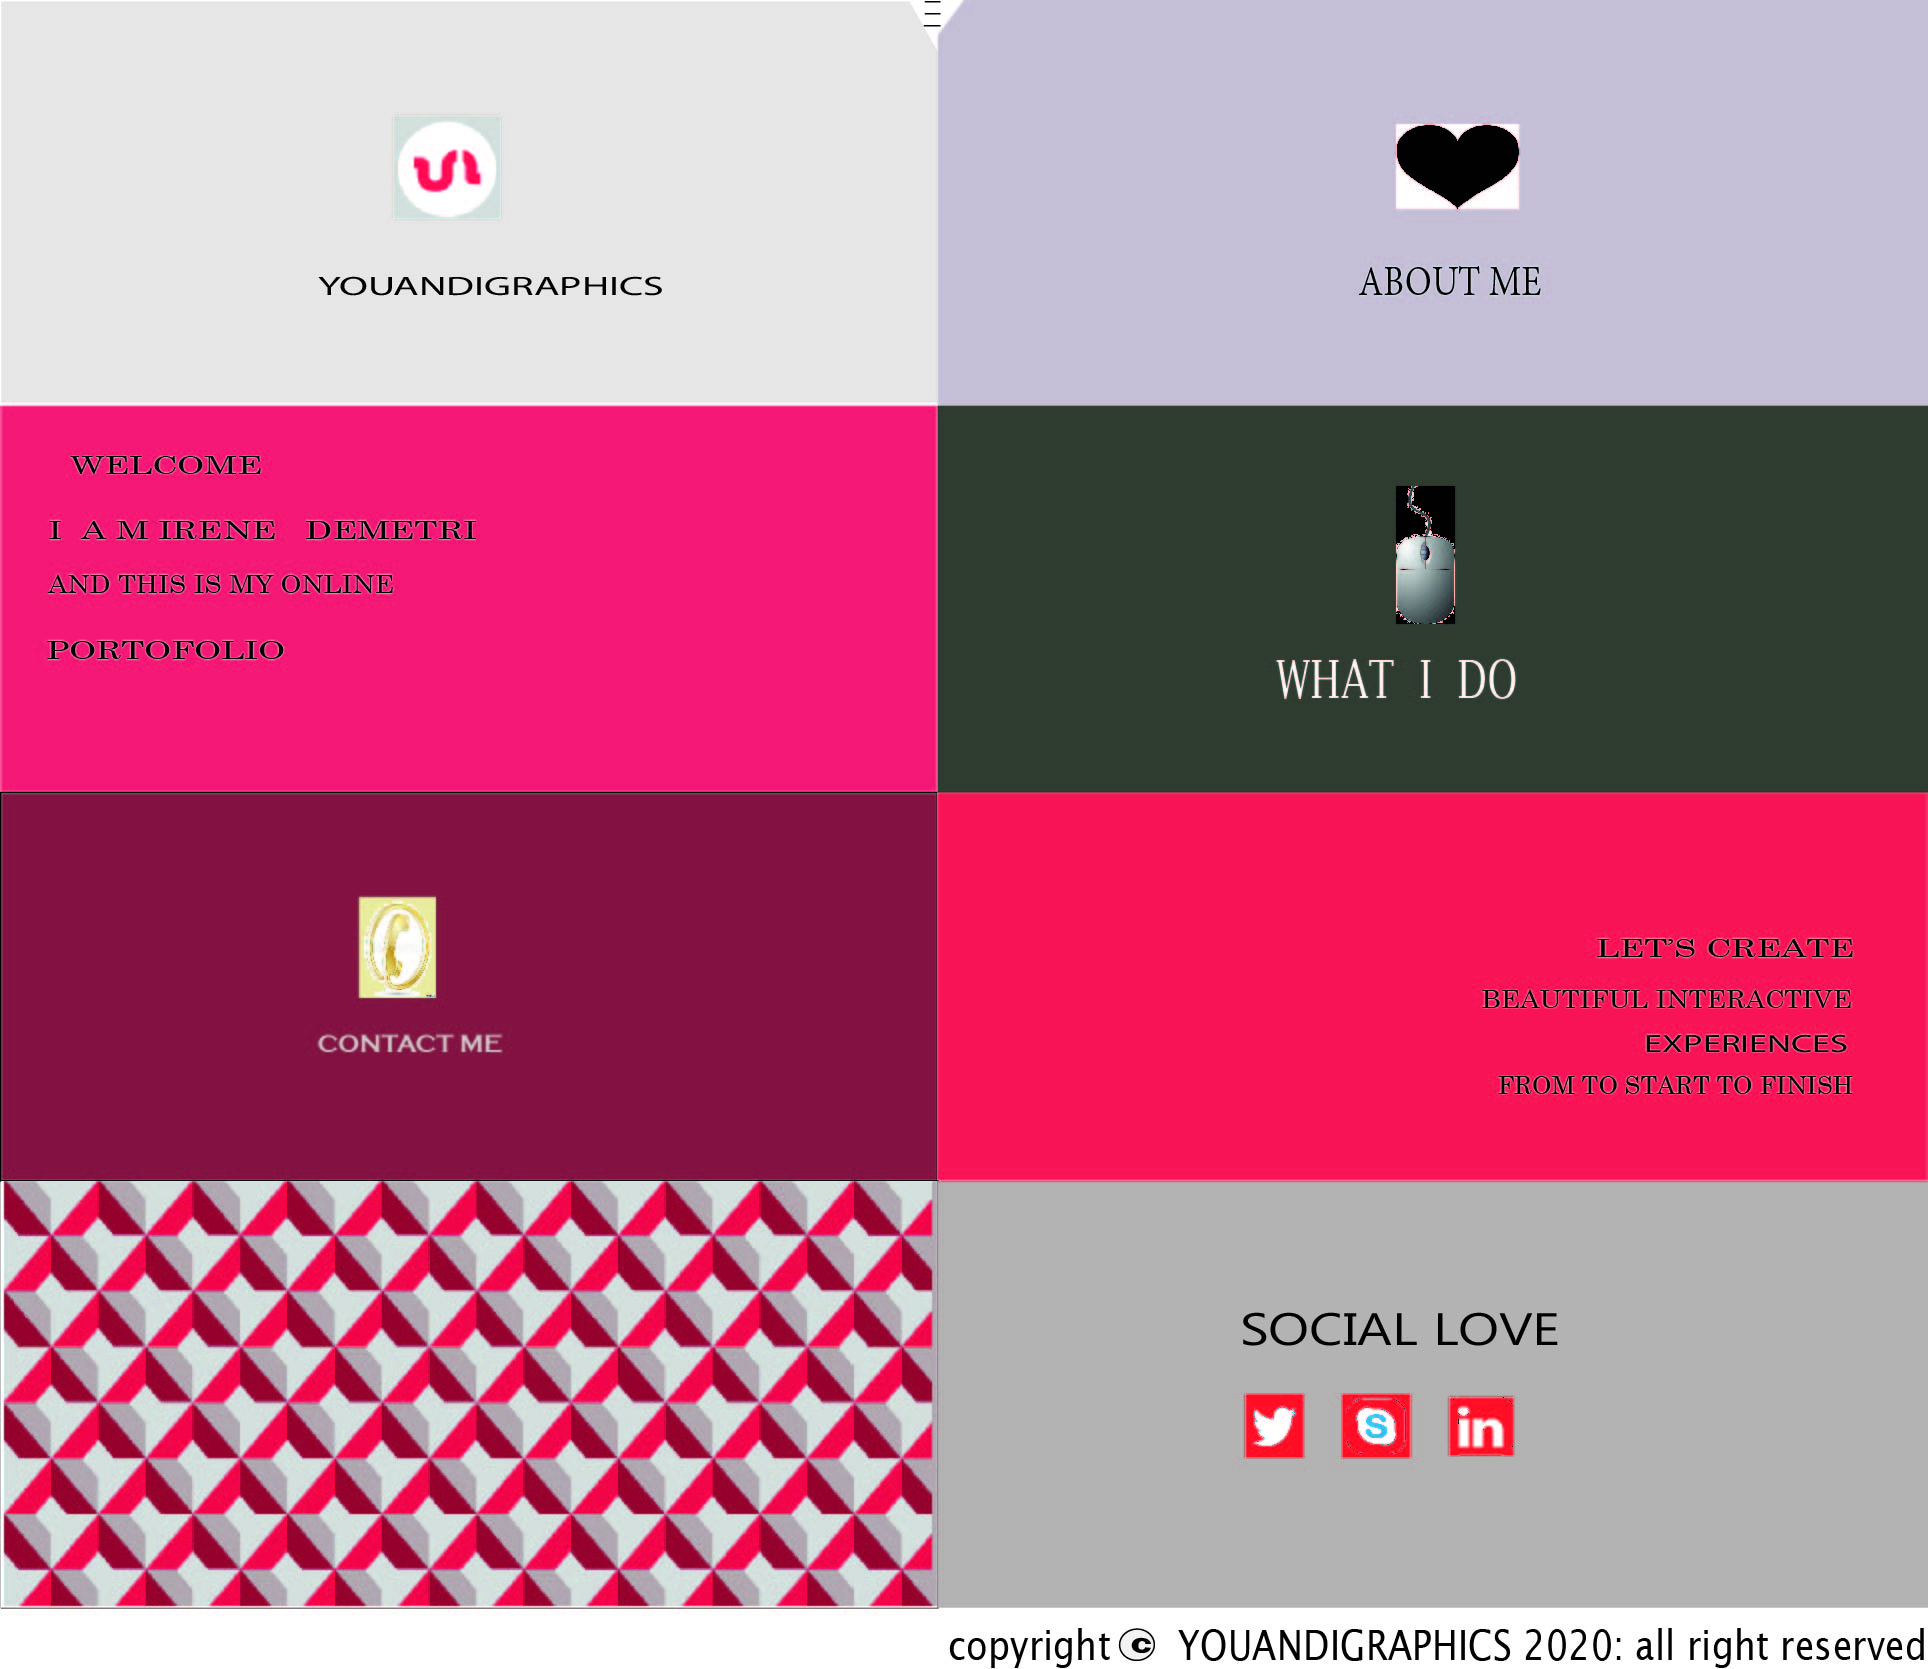 YOUANDIGRAPHICS
ABOUT ME
WELCOME
I A M IRENE DEMETRI
AND THIS IS MY ONLINE
PORTOFOLIO
WHAT I DO
CONTACT ME
LET'S CREATE
BEAUTIFUL INTERACTIVE
EXPERIENCES
FROM TO START TO FINISH
SOCIAL LOVE
S
in
copyright © YOUANDIGRAPHICS 2020: all right reserved